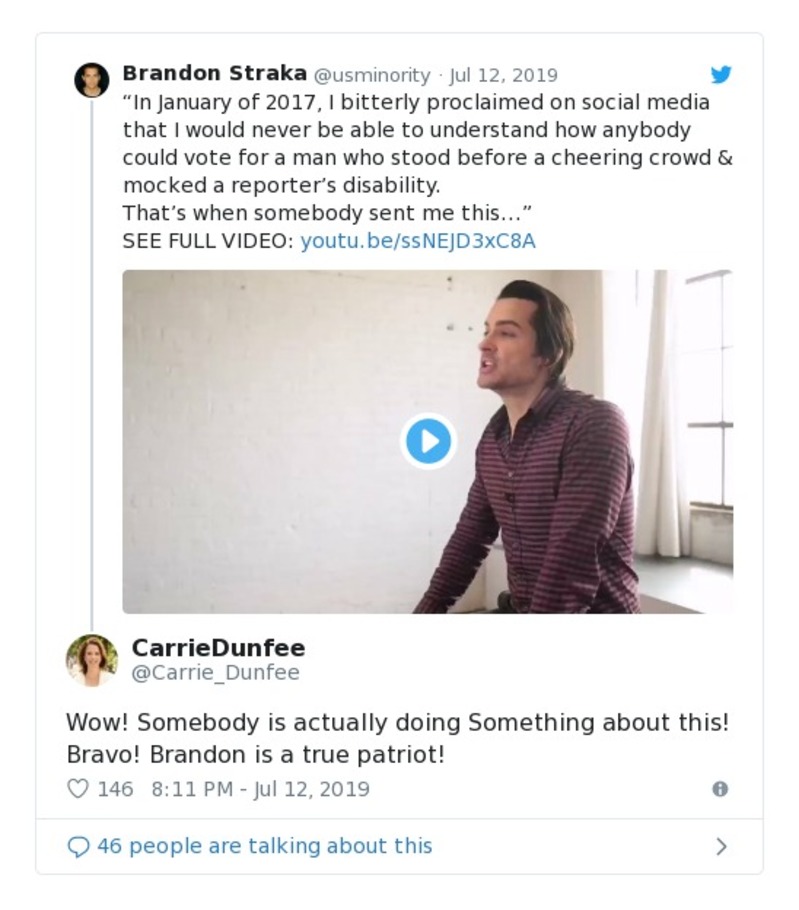 Brandon Straka @usminority · Jul 12, 2019
“In January of 2017, I bitterly proclaimed on social media
that I would never be able to understand how anybody
could vote for a man who stood before a cheering crowd &
mocked a reporter’s disability.
That’s when somebody sent me this…”
SEE FULL VIDEO: youtu.be/ssNEJD3xC8A
CarrieDunfee
@Carrie_Dunfee
Wow! Somebody is actually doing Something about this!
Bravo! Brandon is a true patriot!
146 8:11 PM - Jul 12, 2019
46 people are talking about this